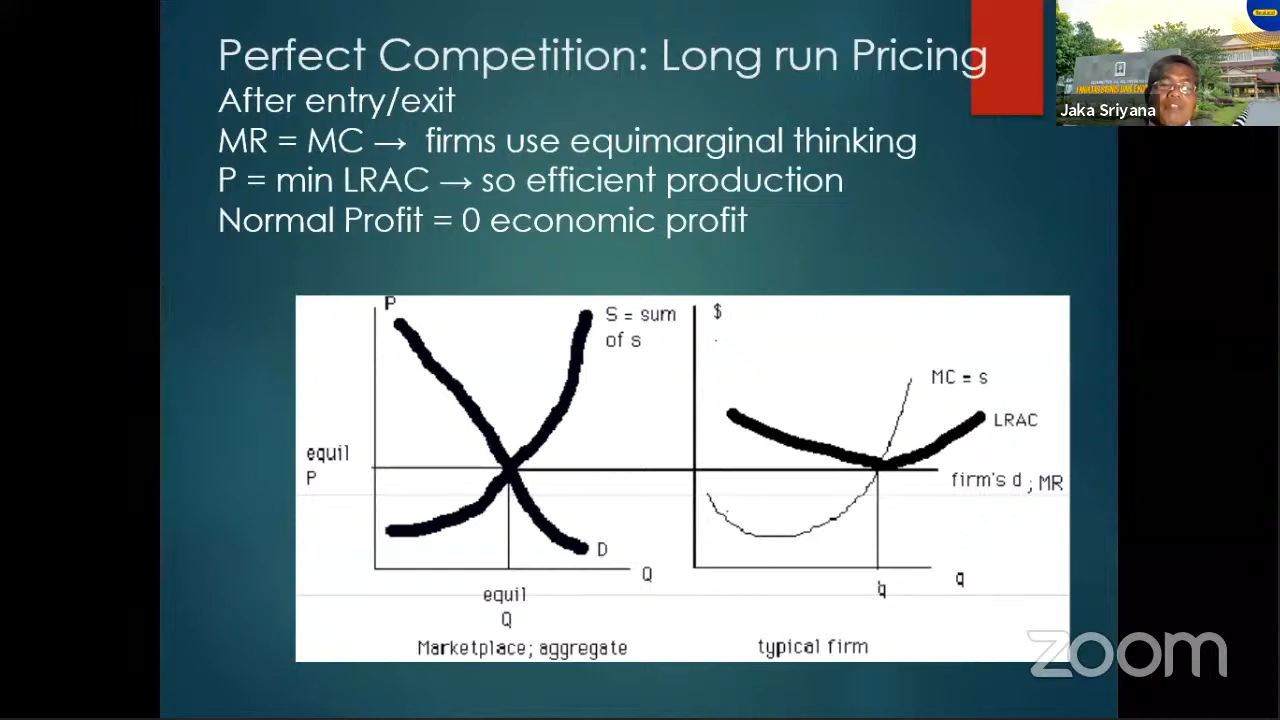 Perfect Competition: Long run Pricing
After entry/exit
MR = MC → firms use equimarginal thinking
P = min LRAC → so efficient production
Normal Profit = 0 economic profit
Jaka Sriyana
P
S = sum
of s
equil
P
D
Q
equil
Q
Marketplace; aggregate
$
MC = s
LRAC
firm's d ; MR
q
q
typical firm
zoom